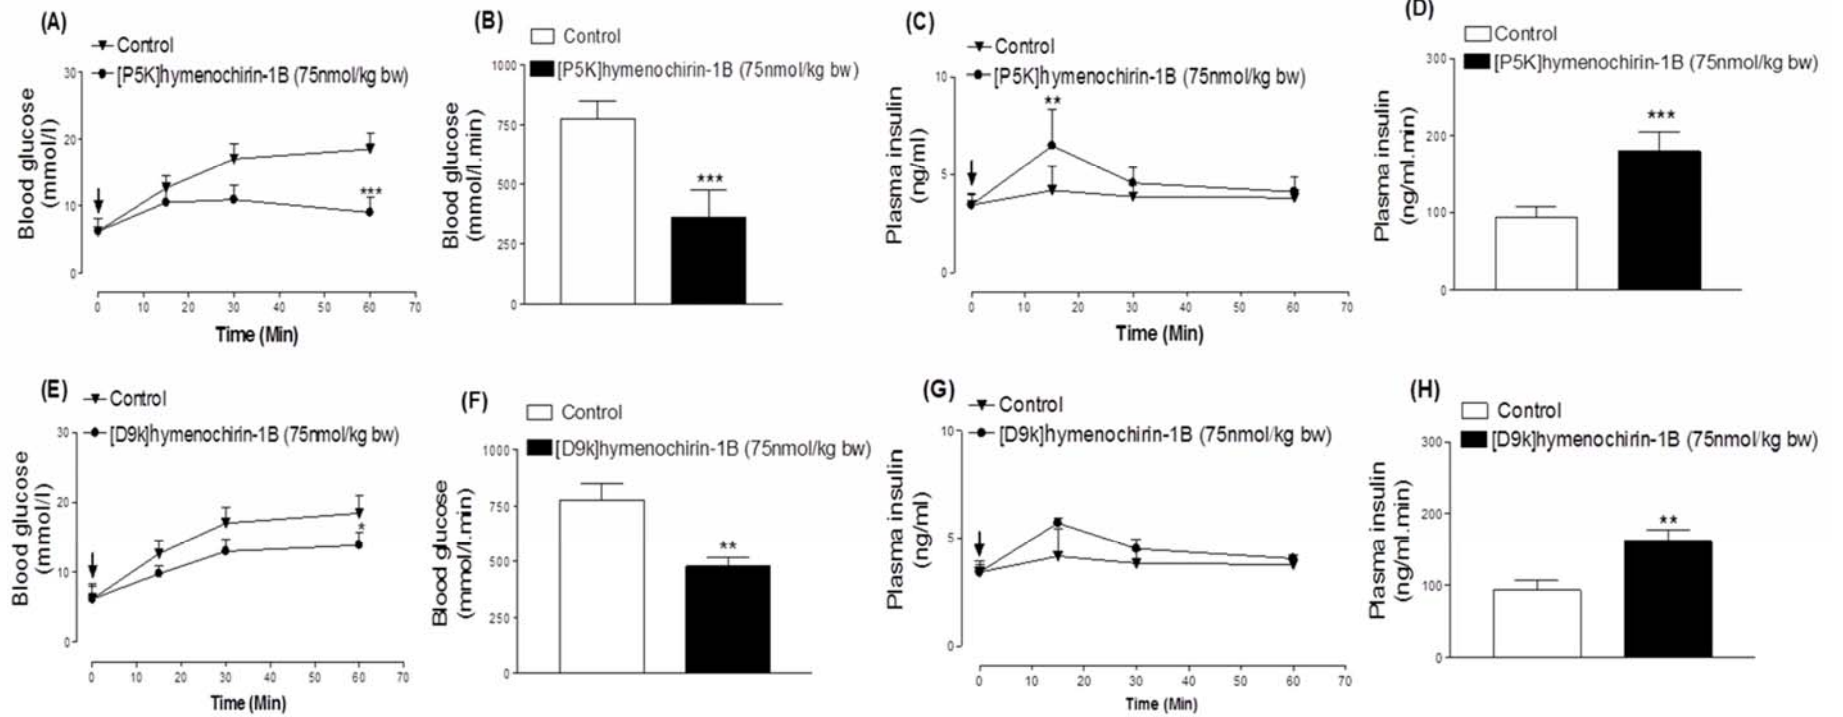 (A)
Control
[P5K]hymenochirin-1B (75nmol/kg bw)
Blood glucose
(mmol/l)
30
20
10
0
0 10 20 30 40 50 60 70
Time (Min)
***
(B)
Control
[P5K]hymenochirin-1B (75nmol/kg bw)
Blood glucose
(mmol/l.min)
1000
750
500
250
0
***
(C)
Control
[P5K]hymenochirin-1B (75nmol/kg bw)
Plasma insulin
(ng/ml)
10
5
0
**
0 10 20 30 40 50 60 70
Time (Min)
(D)
Control
[P5K]hymenochirin-1B (75nmol/kg bw)
Plasma insulin
(ng/ml.min)
300
200
100
0
***
(E)
Control
[D9k]hymenochirin-1B (75nmol/kg bw)
Blood glucose
(mmol/l)
30
20
10
0
*
0 10 20 30 40 50 60 70
Time (Min)
(F)
Control
[D9k]hymenochirin-1B (75nmol/kg bw)
Blood glucose
(mmol/l.min)
1000
750
500
250
0
**
(G)
Control
[D9k]hymenochirin-1B (75nmol/kg bw)
Plasma insulin
(ng/ml)
10
5
0
0 10 20 30 40 50 60 70
Time (Min)
(H)
Control
[D9k]hymenochirin-1B (75nmol/kg bw)
Plasma insulin
(ng/ml.min)
300
200
100
0
**